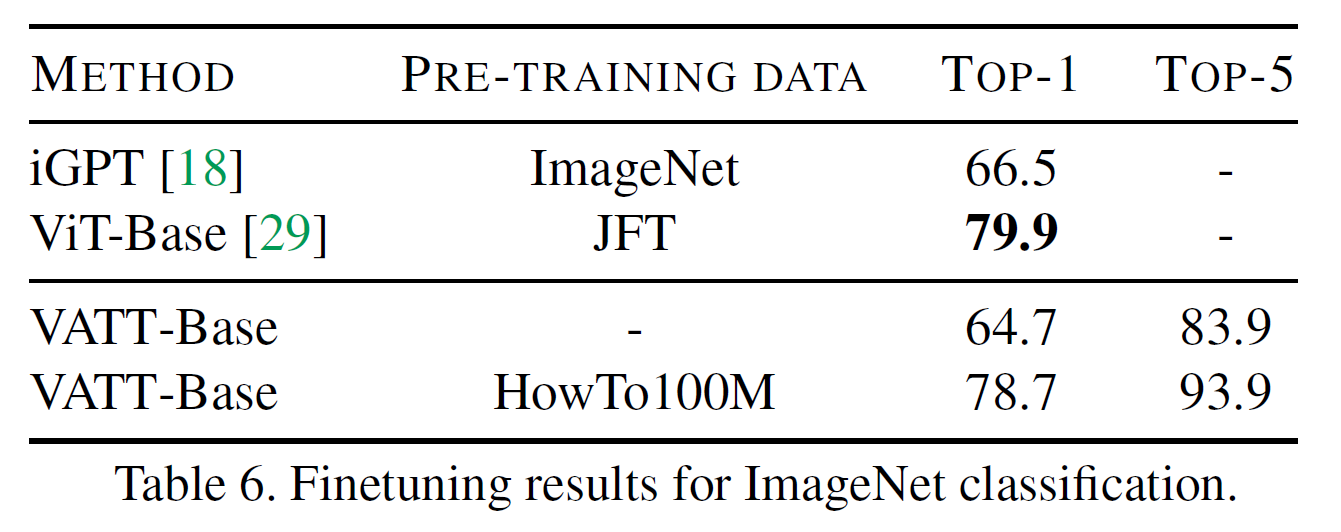 METHOD PRE-TRAINING DATA TOP-1 TOP-5
iGPT [18] ImageNet 66.5 -
ViT-Base [29] JFT 79.9 -
VATT-Base - 64.7 83.9
VATT-Base HowTo100M 78.7 93.9
Table 6. Finetuning results for ImageNet classification.